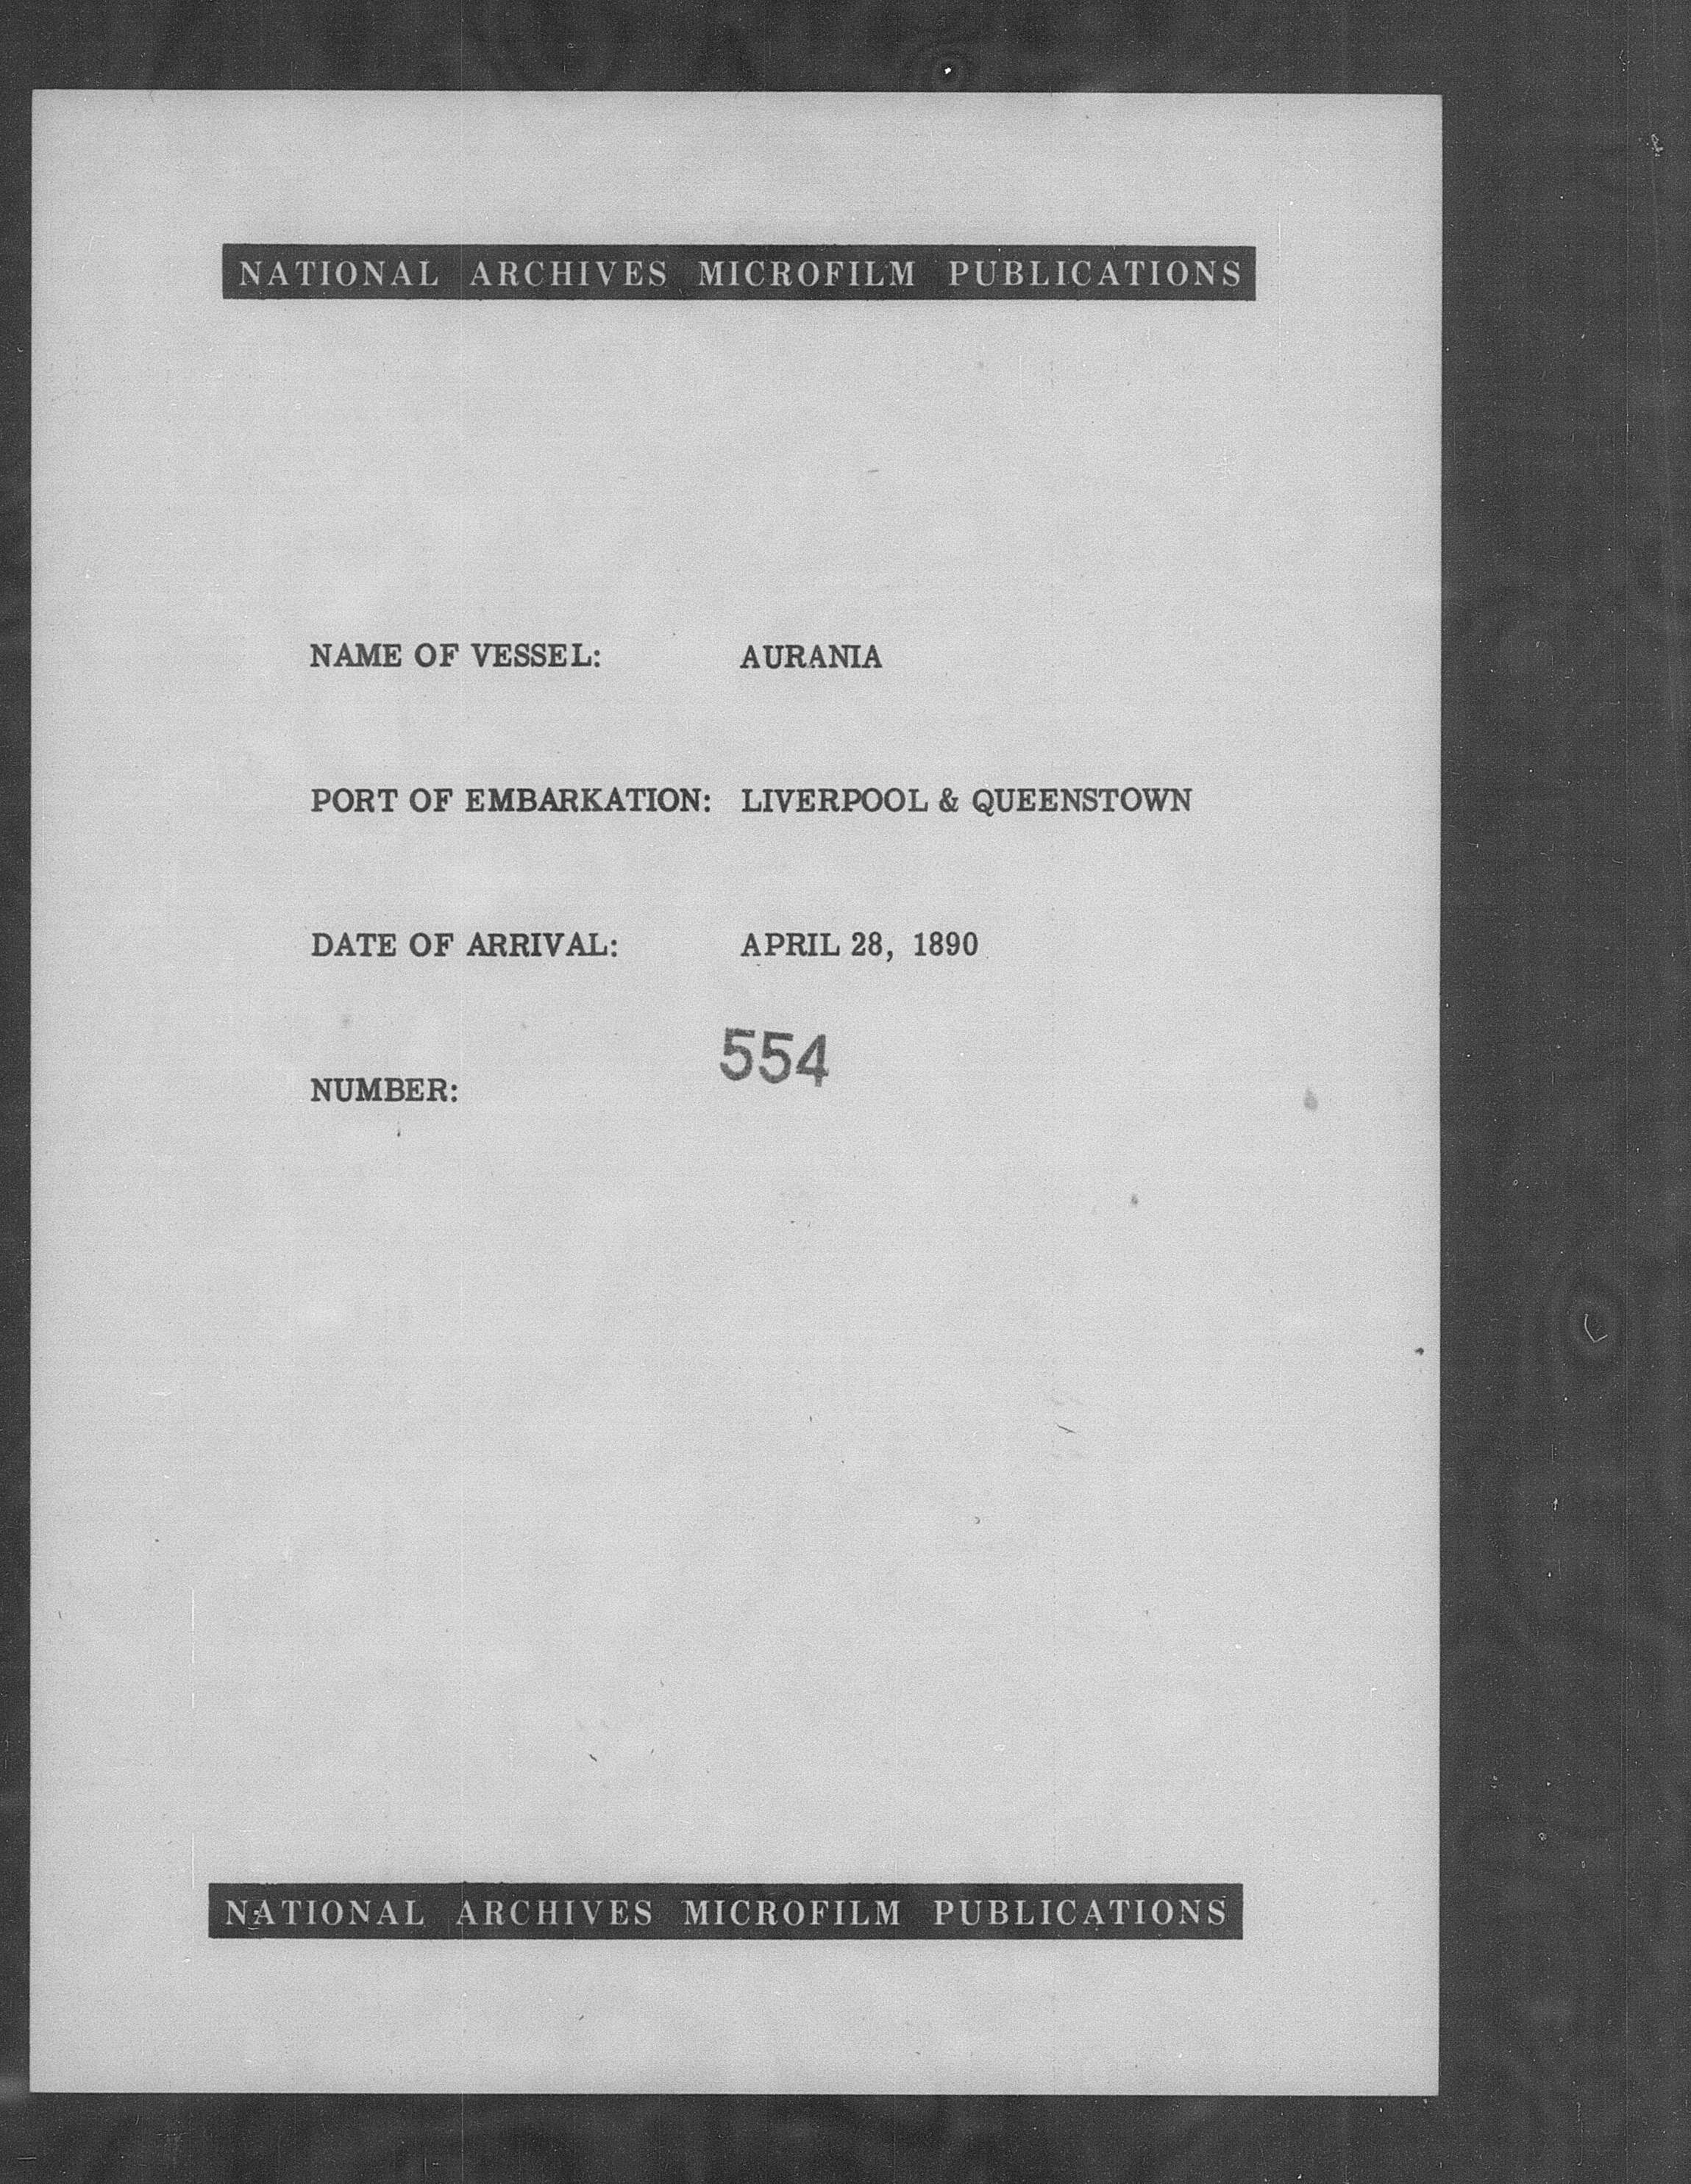 NATIONAL ARCHIVES MICROFILM PUBLICATIONS
NAME OF VESSEL: AURANIA
PORT OF EMBARKATION: LIVERPOOL & QUEENSTOWN
DATE OF ARRIVAL: APRIL 28, 1890
NUMBER: 554
NATIONAL ARCHIVES MICROFILM PUBLICATIONS